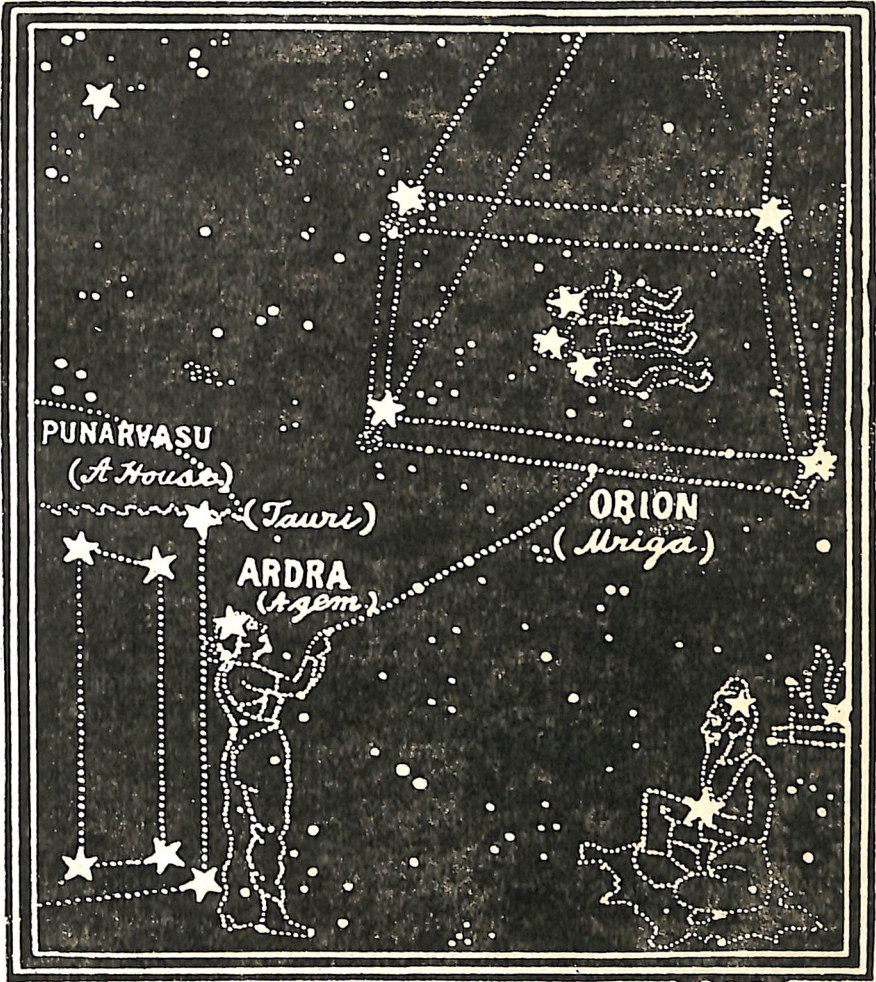 PUNARVASU
(A House)
(Tauri)
ARDRA
(A gem)
ORION
(Mriga)